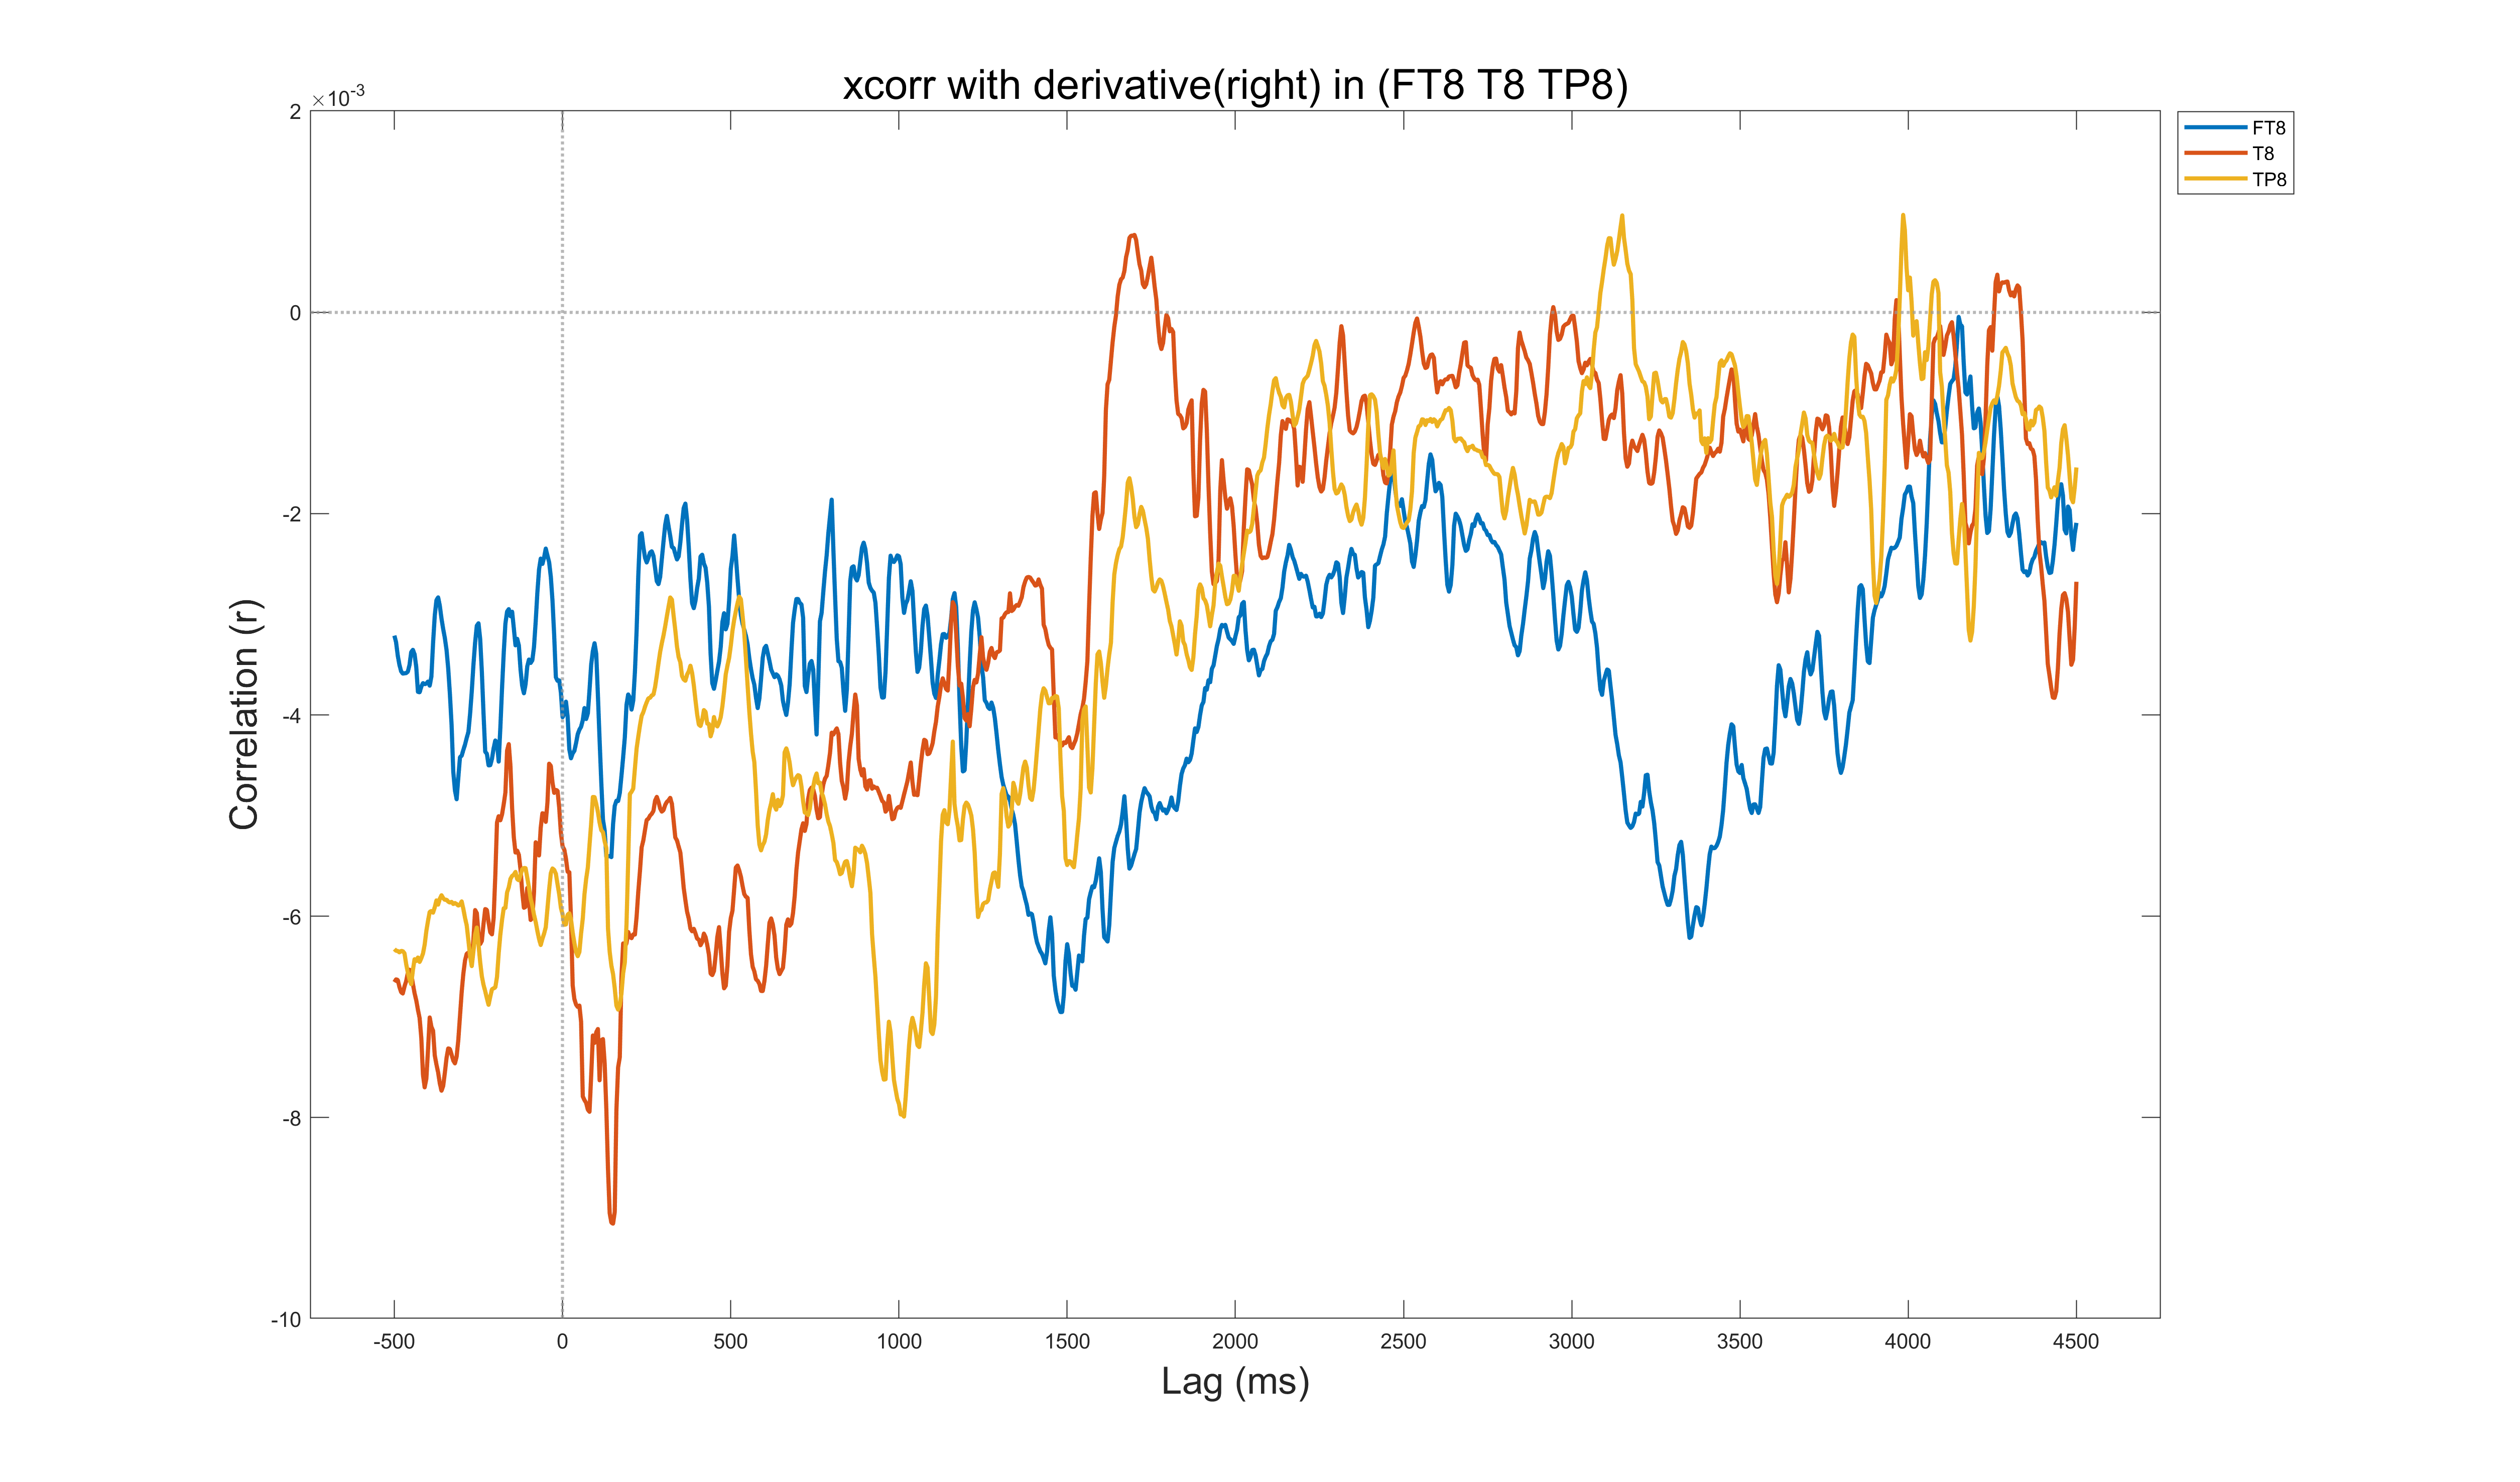 xcorr with derivative(right) in (FT8 T8 TP8)
×10-3
2
0
-2
-4
-6
-8
-10
Correlation (r)
-500 0 500 1000 1500 2000 2500 3000 3500 4000 4500
Lag (ms)
FT8
T8
TP8